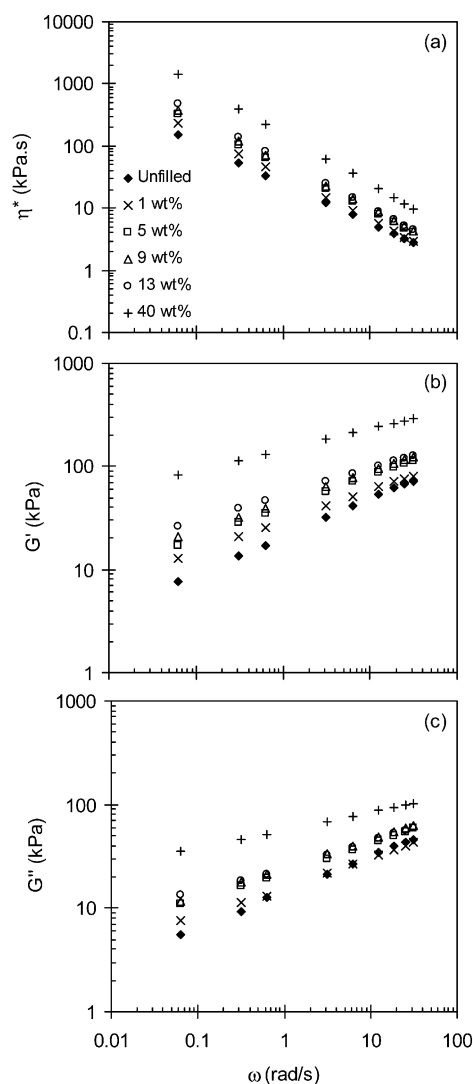 10000
(a)
1000
100
η* (kPa.s)
10
1
0.1
Unfilled
1 wt%
5 wt%
9 wt%
13 wt%
40 wt%
1000
(b)
100
G' (kPa)
10
1
1000
(c)
100
G'' (kPa)
10
1
0.01 0.1 1 10 100
ω (rad/s)